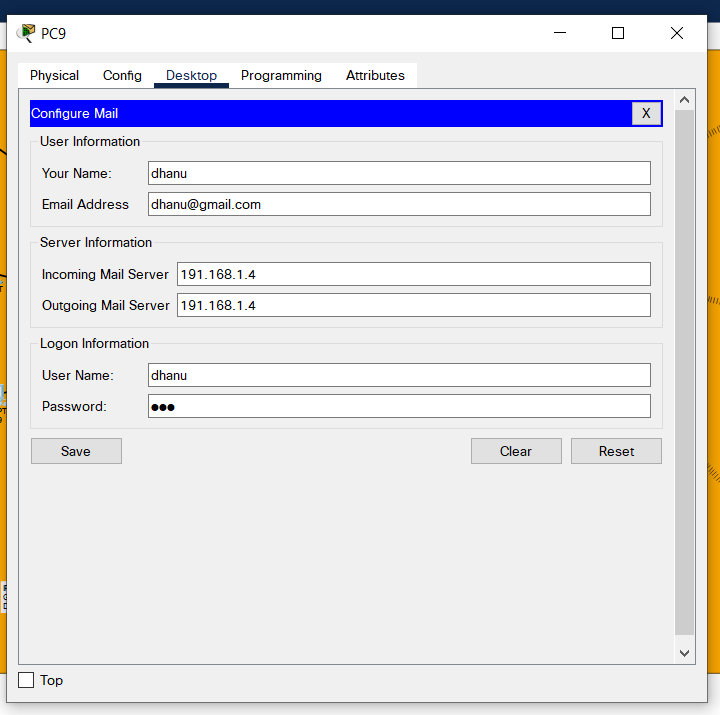 PC9
Physical Config Desktop Programming Attributes
Configure Mail X
User Information
Your Name: dhanu
Email Address dhanu@gmail.com
Server Information
Incoming Mail Server 191.168.1.4
Outgoing Mail Server 191.168.1.4
Logon Information
User Name: dhanu
Password: ●●●
Save Clear Reset
Top